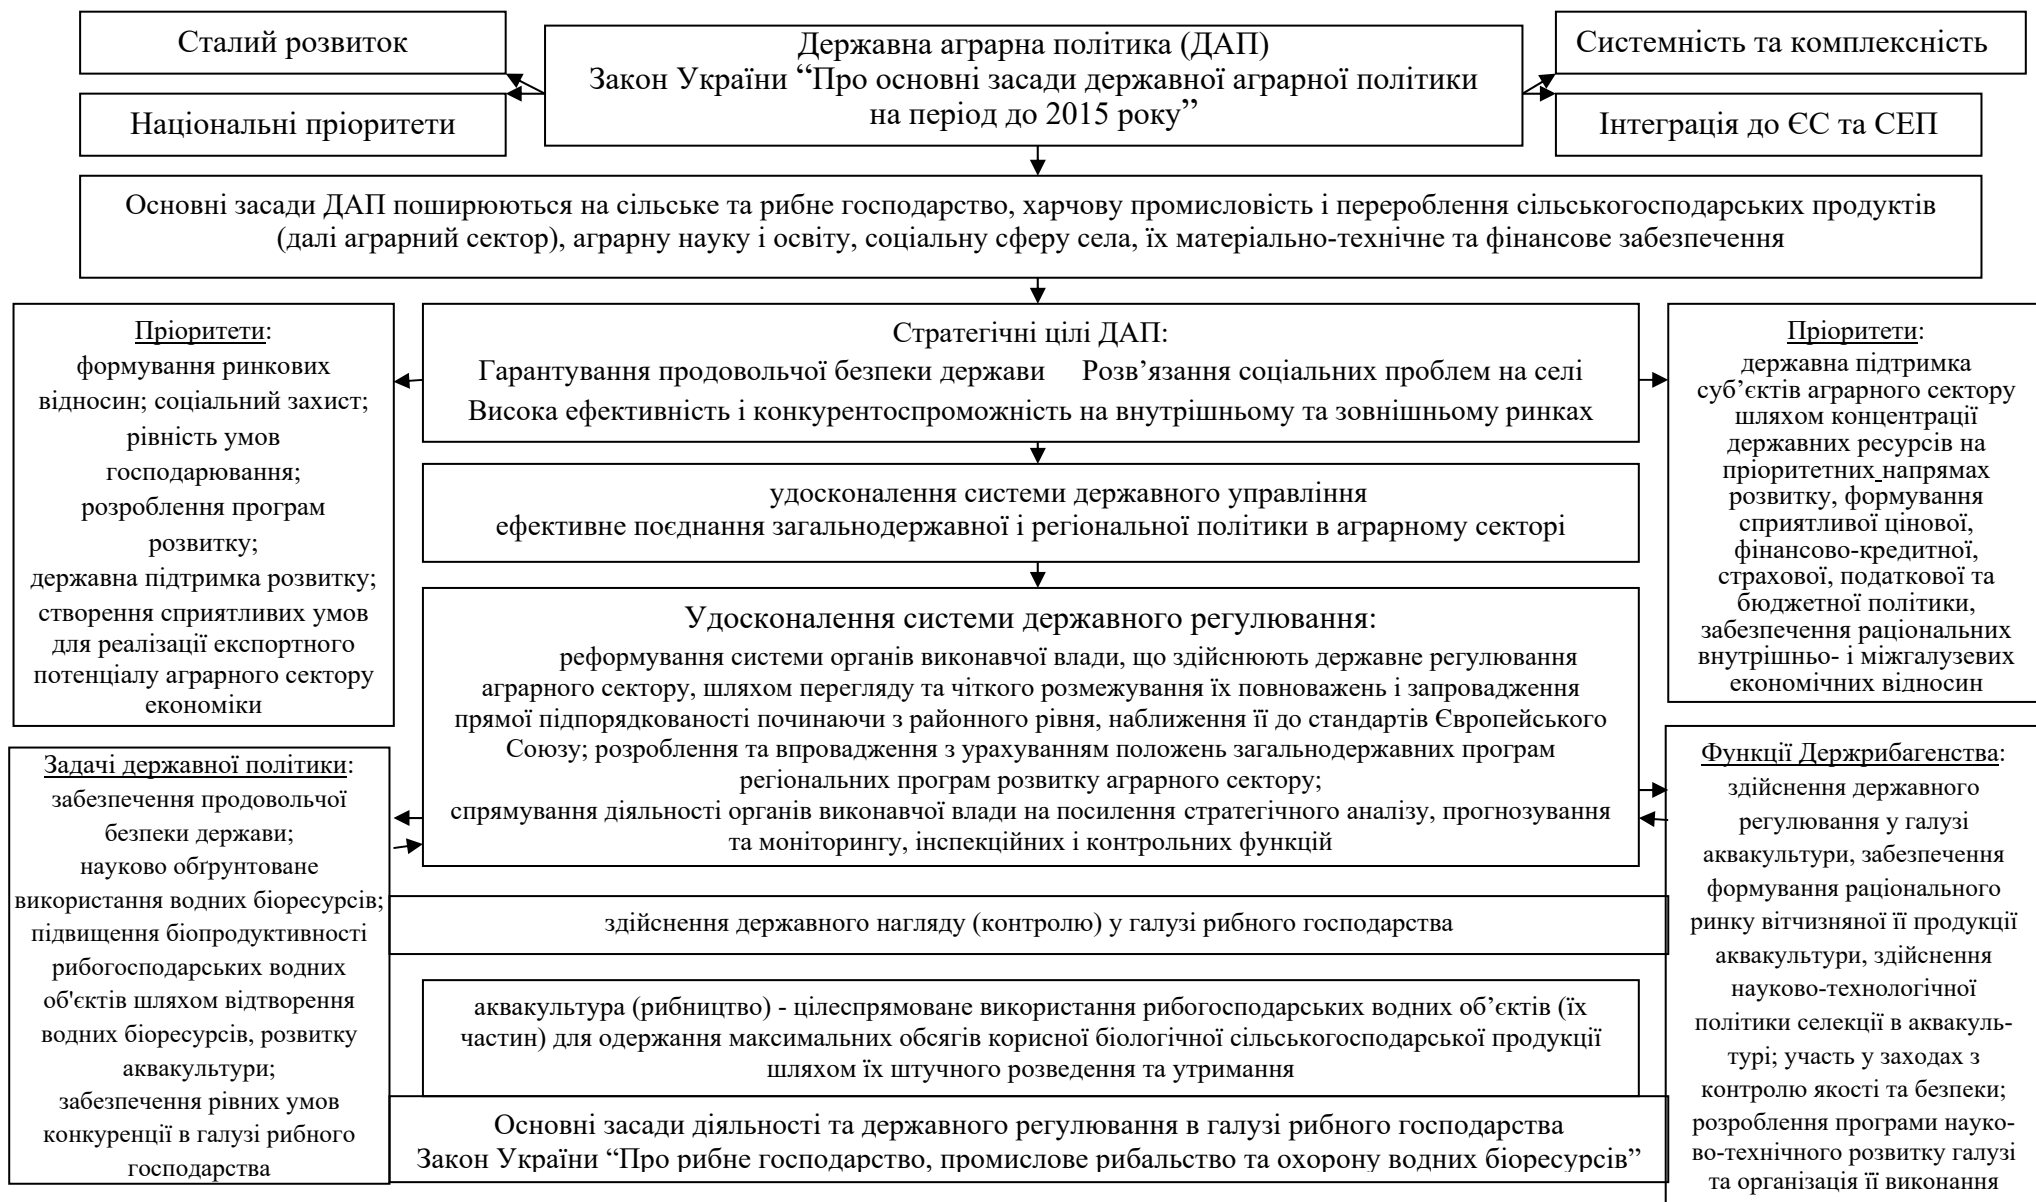 Сталий розвиток
Національні пріоритети
Державна аграрна політика (ДАП)
Закон України “Про основні засади державної аграрної політики
на період до 2015 року”
Системність та комплексність
Інтеграція до ЄС та СЕП
Основні засади ДАП поширюються на сільське та рибне господарство, харчову промисловість і перероблення сільськогосподарських продуктів
(далі аграрний сектор), аграрну науку і освіту, соціальну сферу села, їх матеріально-технічне та фінансове забезпечення
Пріоритети:
формування ринкових
відносин; соціальний захист;
рівність умов
господарювання;
розроблення програм
розвитку;
державна підтримка розвитку;
створення сприятливих умов
для реалізації експортного
потенціалу аграрного сектору
економіки
Стратегічні цілі ДАП:
Гарантування продовольчої безпеки держави Розв’язання соціальних проблем на селі
Висока ефективність і конкурентоспроможність на внутрішньому та зовнішньому ринках
Пріоритети:
державна підтримка
суб’єктів аграрного сектору
шляхом концентрації
державних ресурсів на
пріоритетних напрямах
розвитку, формування
сприятливої цінової,
фінансово-кредитної,
страхової, податкової та
бюджетної політики,
забезпечення раціональних
внутрішньо- і міжгалузевих
економічних відносин
удосконалення системи державного управління
ефективне поєднання загальнодержавної і регіональної політики в аграрному секторі
Удосконалення системи державного регулювання:
реформування системи органів виконавчої влади, що здійснюють державне регулювання
аграрного сектору, шляхом перегляду та чіткого розмежування їх повноважень і запровадження
прямої підпорядкованості починаючи з районного рівня, наближення її до стандартів Європейського
Союзу; розроблення та впровадження з урахуванням положень загальнодержавних програм
регіональних програм розвитку аграрного сектору;
спрямування діяльності органів виконавчої влади на посилення стратегічного аналізу, прогнозування
та моніторингу, інспекційних і контрольних функцій
Задачі державної політики:
забезпечення продовольчої
безпеки держави;
науково обґрунтоване
використання водних біоресурсів;
підвищення біопродуктивності
рибогосподарських водних
об'єктів шляхом відтворення
водних біоресурсів, розвитку
аквакультури;
забезпечення рівних умов
конкуренції в галузі рибного
господарства
Функції Держрибагенства:
здійснення державного
регулювання у галузі
аквакультури, забезпечення
формування раціонального
ринку вітчизняної її продукції
аквакультури, здійснення
науково-технологічної
політики селекції в аквакуль-
турі; участь у заходах з
контролю якості та безпеки;
розроблення програми науко-
во-технічного розвитку галузі
та організація її виконання
здійснення державного нагляду (контролю) у галузі рибного господарства
аквакультура (рибництво) - цілеспрямоване використання рибогосподарських водних об’єктів (їх
частин) для одержання максимальних обсягів корисної біологічної сільськогосподарської продукції
шляхом їх штучного розведення та утримання
Основні засади діяльності та державного регулювання в галузі рибного господарства
Закон України “Про рибне господарство, промислове рибальство та охорону водних біоресурсів”